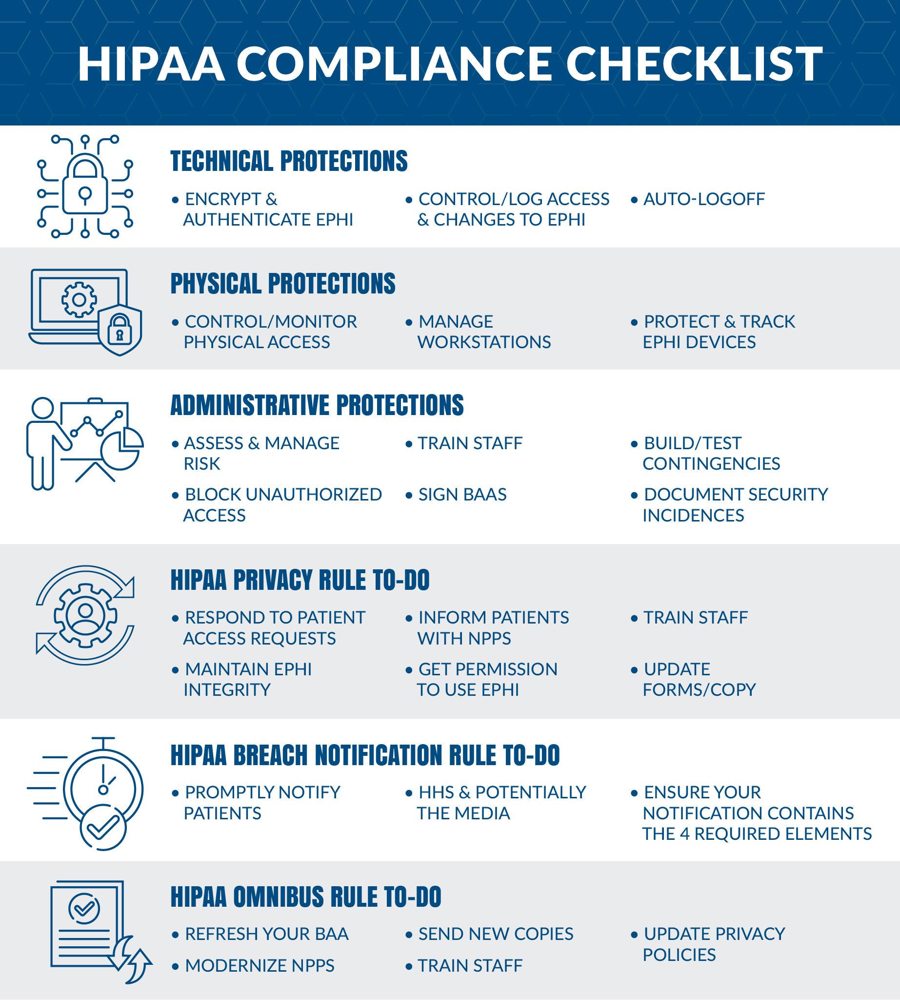 HIPAA COMPLIANCE CHECKLIST
TECHNICAL PROTECTIONS
• ENCRYPT &
AUTHENTICATE EPHI
• CONTROL/LOG ACCESS
& CHANGES TO EPHI
• AUTO-LOGOFF
PHYSICAL PROTECTIONS
• CONTROL/MONITOR
PHYSICAL ACCESS
• MANAGE
WORKSTATIONS
• PROTECT & TRACK
EPHI DEVICES
ADMINISTRATIVE PROTECTIONS
• ASSESS & MANAGE
RISK
• TRAIN STAFF
• BUILD/TEST
CONTINGENCIES
• BLOCK UNAUTHORIZED
ACCESS
• SIGN BAAS
• DOCUMENT SECURITY
INCIDENCES
HIPAA PRIVACY RULE TO-DO
• RESPOND TO PATIENT
ACCESS REQUESTS
• INFORM PATIENTS
WITH NPPS
• TRAIN STAFF
• MAINTAIN EPHI
INTEGRITY
• GET PERMISSION
TO USE EPHI
• UPDATE
FORMS/COPY
HIPAA BREACH NOTIFICATION RULE TO-DO
• PROMPTLY NOTIFY
PATIENTS
• HHS & POTENTIALLY
THE MEDIA
• ENSURE YOUR
NOTIFICATION CONTAINS
THE 4 REQUIRED ELEMENTS
HIPAA OMNIBUS RULE TO-DO
• REFRESH YOUR BAA
• SEND NEW COPIES
• UPDATE PRIVACY
POLICIES
• MODERNIZE NPPS
• TRAIN STAFF